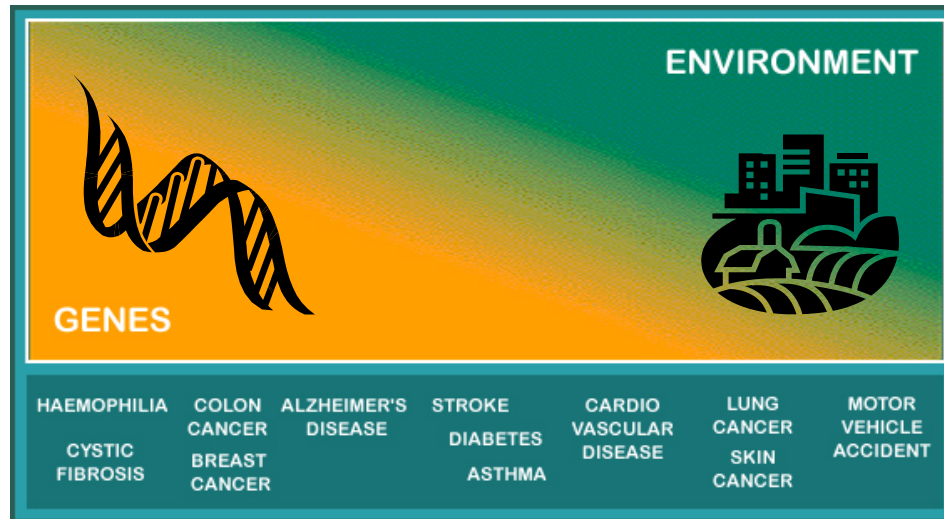 ENVIRONMENT
GENES
HAEMOPHILIA
CYSTIC
FIBROSIS
COLON
CANCER
BREAST
CANCER
ALZHEIMER'S
DISEASE
STROKE
DIABETES
ASTHMA
CARDIO
VASCULAR
DISEASE
LUNG
CANCER
SKIN
CANCER
MOTOR
VEHICLE
ACCIDENT